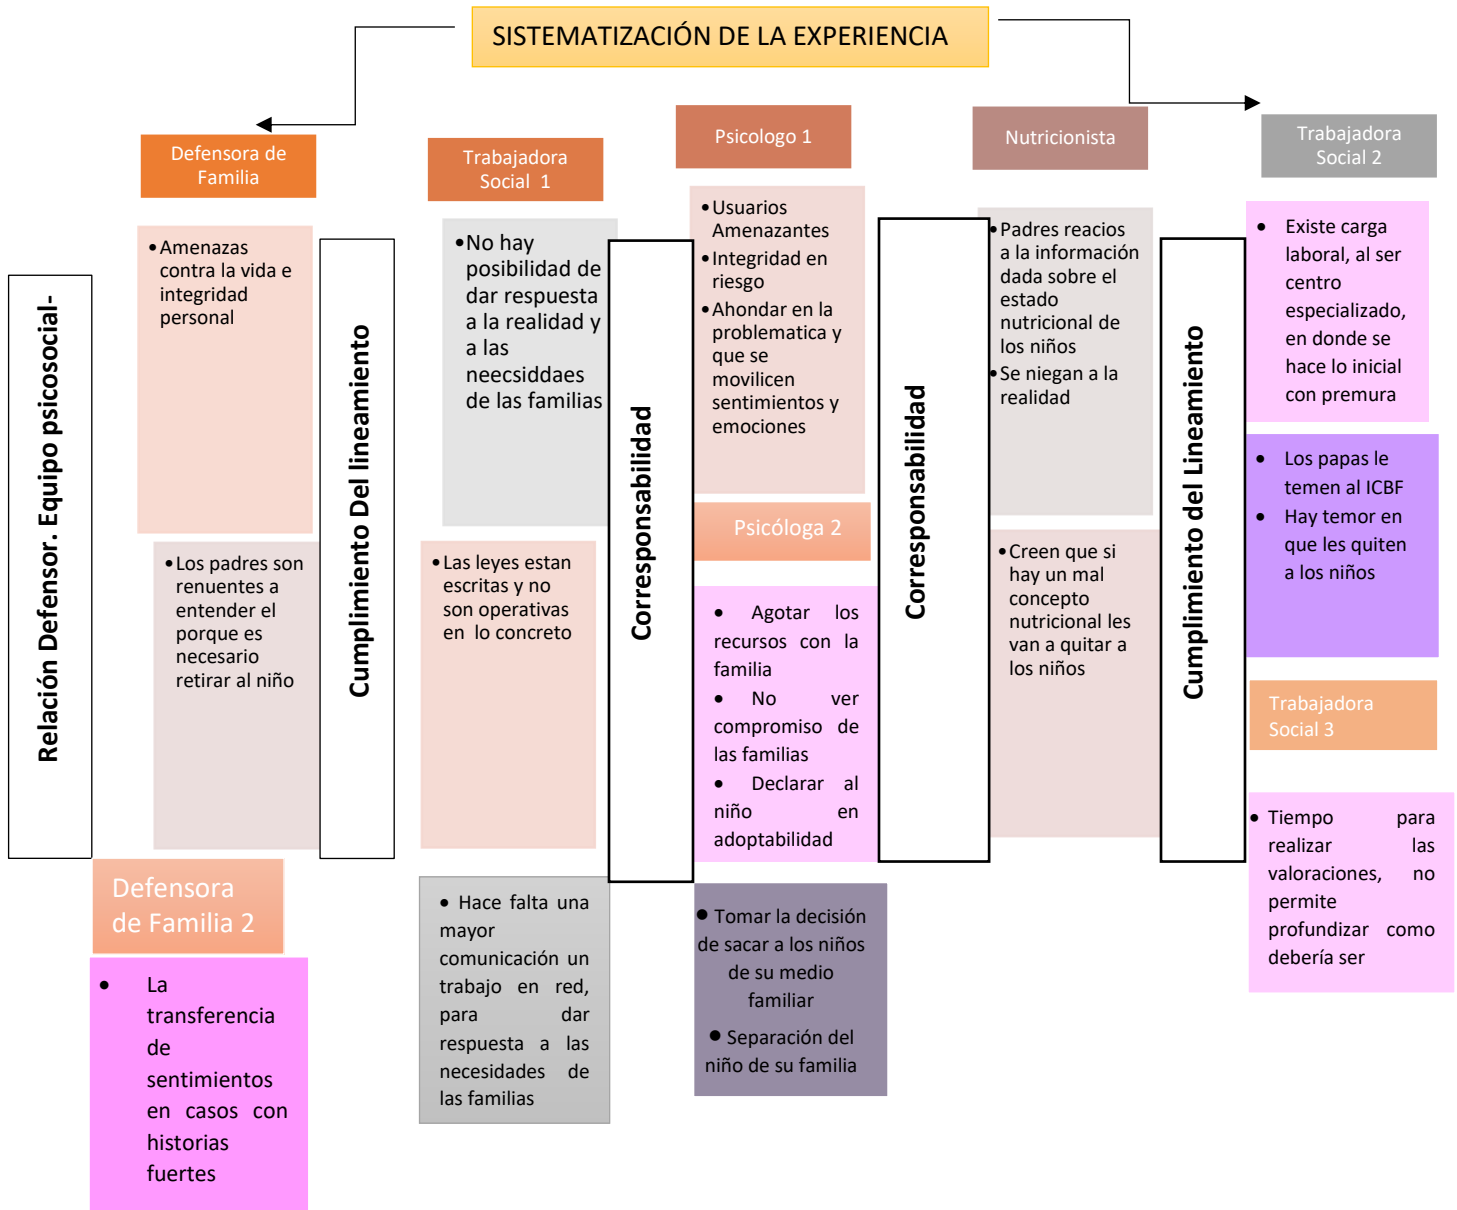 SISTEMATIZACIÓN DE LA EXPERIENCIA
Relación Defensor. Equipo psicosocial-
Defensora de
Familia
•Amenazas
contra la vida e
integridad
personal
•Los padres son
renuentes a
entender el
porque es
necesario
retirar al niño
Defensora
de Familia 2
• La
transferencia
de
sentimientos
en casos con
historias
fuertes
Cumplimiento Del lineamiento
Trabajadora
Social 1
•No hay
posibilidad de
dar respuesta
a la realidad y
a las
neecsiddaes
de las familias
•Las leyes estan
escritas y no
son operativas
en lo concreto
• Hace falta una
mayor
comunicación un
trabajo en red,
para dar
respuesta a las
necesidades de
las familias
Corresponsabilidad
Psicologo 1
•Usuarios
Amenazantes
•Integridad en
riesgo
•Ahondar en la
problematica y
que se
movilicen
sentimientos y
emociones
Psicóloga 2
• Agotar los
recursos con la
familia
• No ver
compromiso de
las familias
• Declarar al
niño en
adoptabilidad
• Tomar la decisión
de sacar a los niños
de su medio
familiar
• Separación del
niño de su familia
Corresponsabilidad
Nutricionista
•Padres reacios
a la información
dada sobre el
estado
nutricional de
los niños
•Se niegan a la
realidad
•Creen que si
hay un mal
concepto
nutricional les
van a quitar a
los niños
Cumplimiento del Lineamiento
Trabajadora
Social 2
• Existe carga
laboral, al ser
centro
especializado,
en donde se
hace lo inicial
con premura
• Los papas le
temen al ICBF
• Hay temor en
que les quiten
a los niños
Trabajadora
Social 3
• Tiempo para
realizar las
valoraciones, no
permite
profundizar como
debería ser